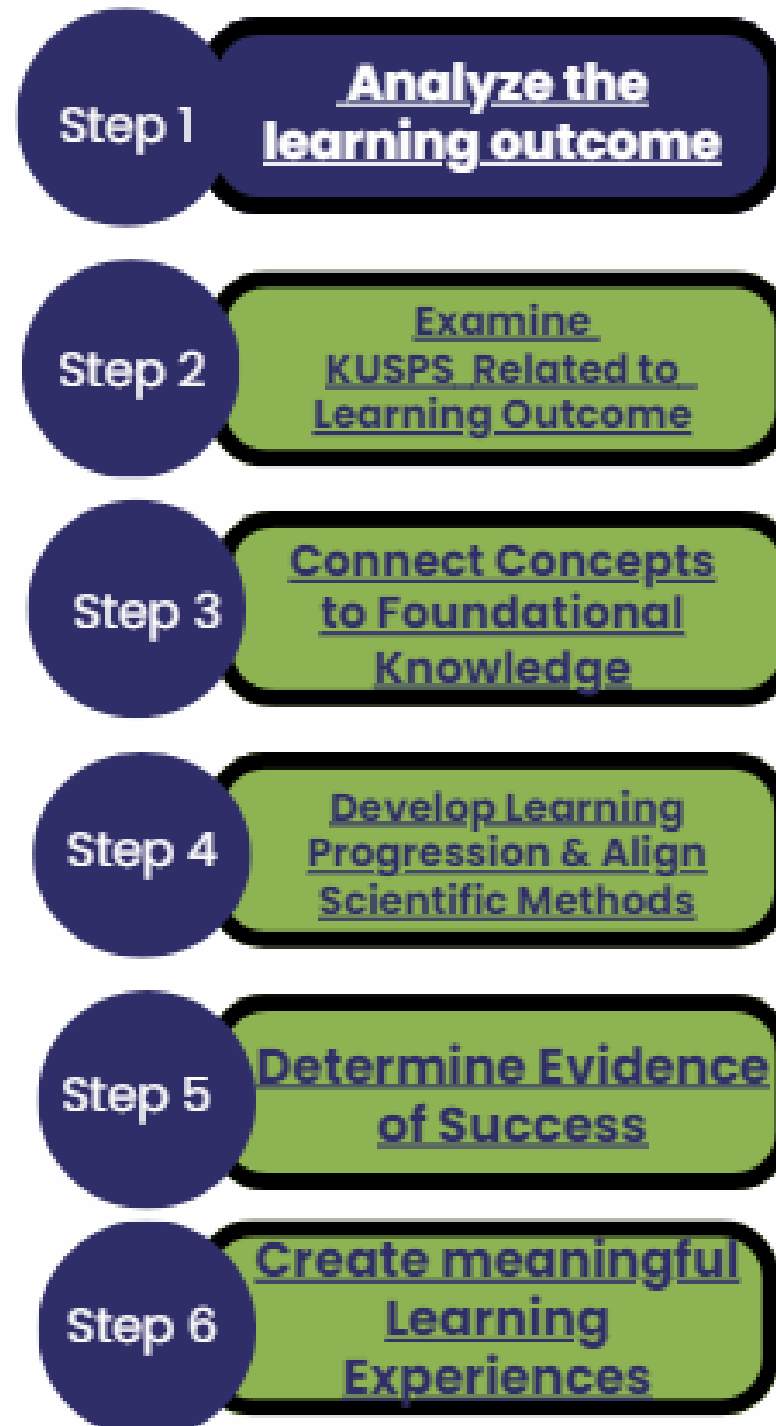 Step 1
Analyze the
learning outcome
Step 2
Examine
KUSPS Related to
Learning Outcome
Step 3
Connect Concepts
to Foundational
Knowledge
Step 4
Develop Learning
Progression & Align
Scientific Methods
Step 5
Determine Evidence
of Success
Step 6
Create meaningful
Learning
Experiences